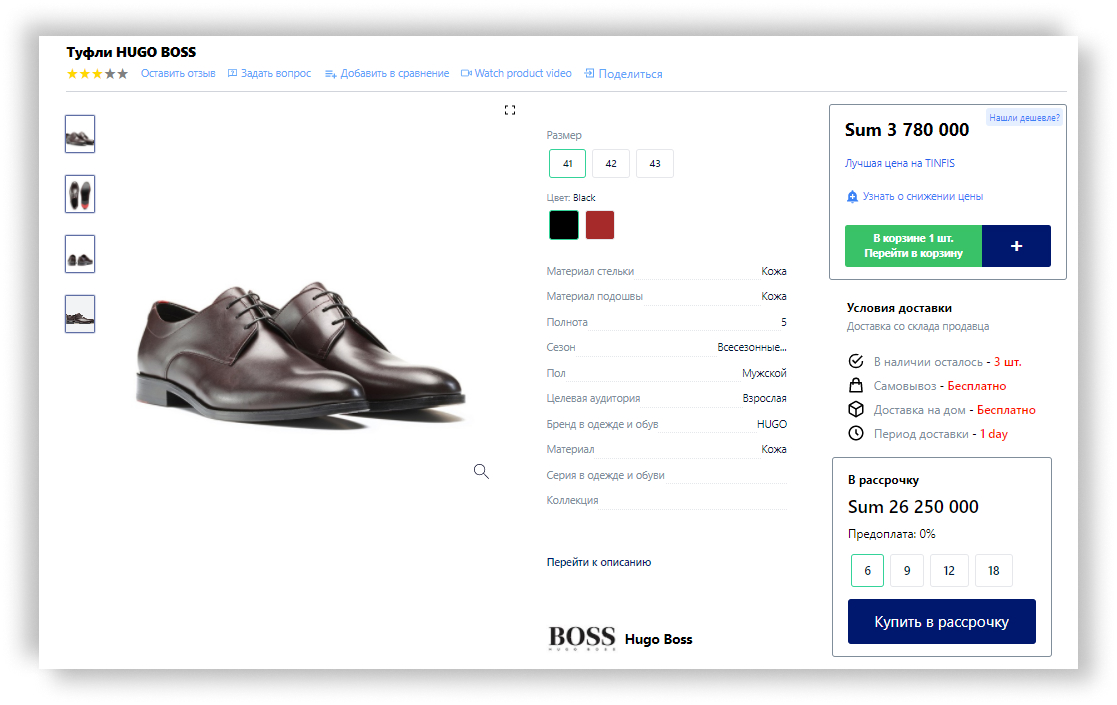 Туфли HUGO BOSS
Оставить отзыв Задать вопрос Добавить в сравнение Watch product video Поделиться
Размер
41 42 43
Цвет: Black
Материал стельки Кожа
Материал подошвы Кожа
Полнота 5
Сезон Всесезонные...
Пол Мужской
Целевая аудитория Взрослая
Бренд в одежде и обув HUGO
Материал Кожа
Серия в одежде и обуви
Коллекция
Перейти к описанию
BOSS Hugo Boss
HUGO BOSS
Нашли дешевле?
Sum 3 780 000
Лучшая цена на TINFIS
Узнать о снижении цены
В корзине 1 шт.
Перейти в корзину +
Условия доставки
Доставка со склада продавца
В наличии осталось - 3 шт.
Самовывоз - Бесплатно
Доставка на дом - Бесплатно
Период доставки - 1 day
В рассрочку
Sum 26 250 000
Предоплата: 0%
6 9 12 18
Купить в рассрочку